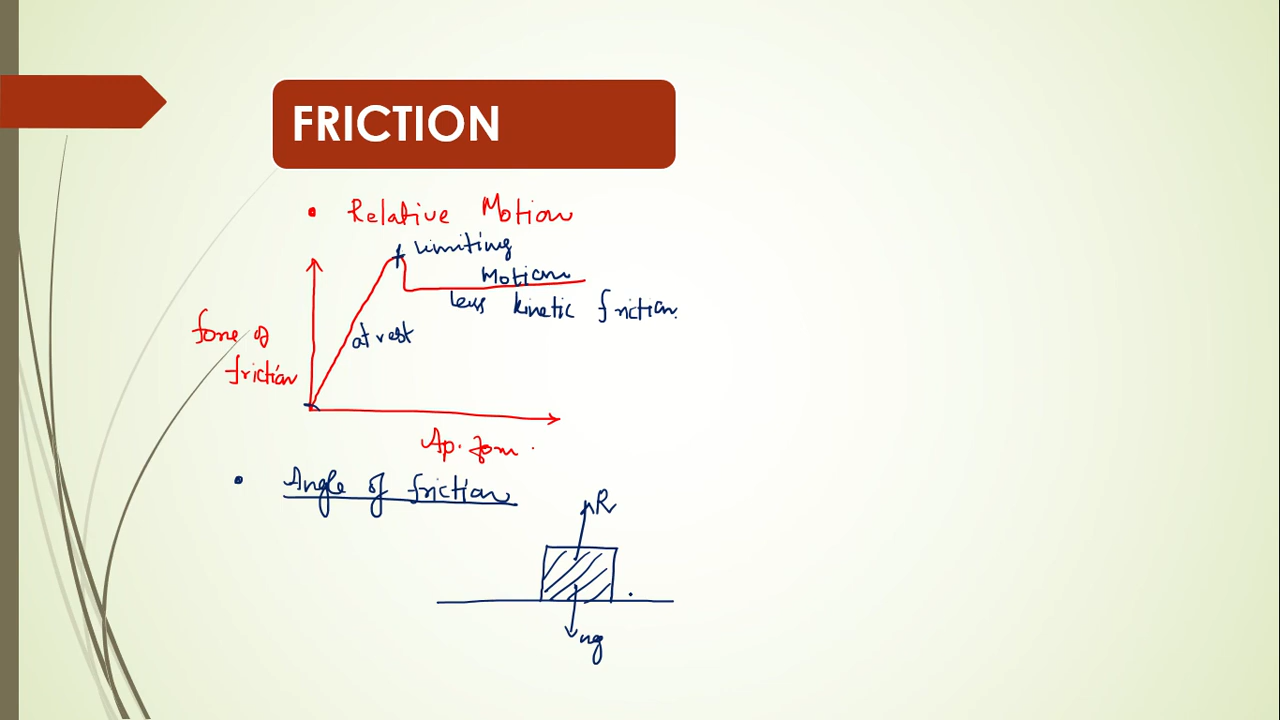 FRICTION
• Relative Motion
limiting
Motion
less kinetic friction.
at rest
force of
friction
Ap. force
• Angle of friction
R
mg